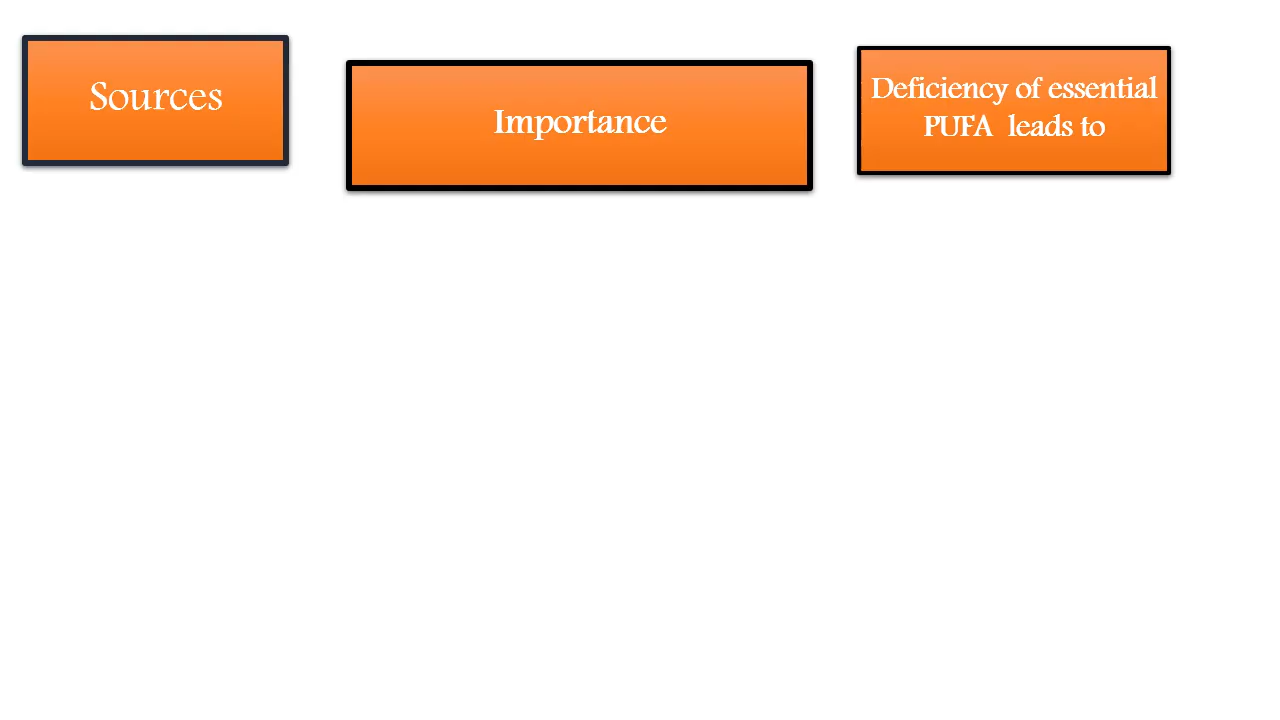 Sources
Importance
Deficiency of essential
PUFA leads to